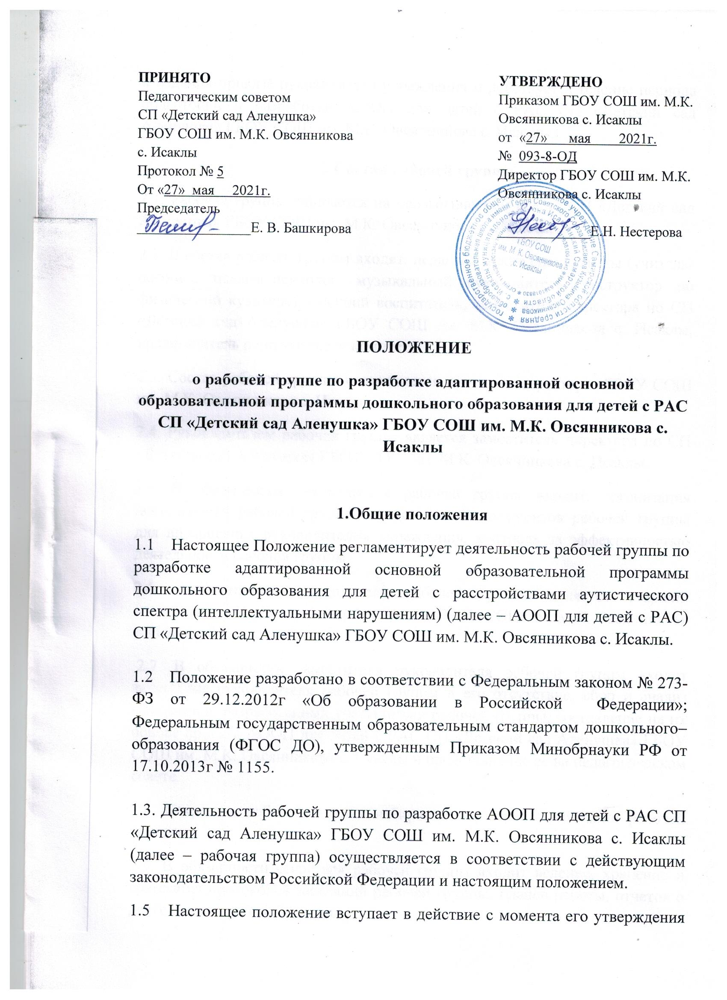 ПРИНЯТО
Педагогическим советом
СП «Детский сад Аленушка»
ГБОУ СОШ им. М.К. Овсянникова
с. Исаклы
Протокол № 5
От «27» мая 2021г.
Председатель
Е. В. Башкирова
УТВЕРЖДЕНО
Приказом ГБОУ СОШ им. М.К.
Овсянникова с. Исаклы
от «27» мая 2021г.
№ 093-8-ОД
Директор ГБОУ СОШ им. М.К.
Овсянникова с. Исаклы
Е.Н. Нестерова
ГБОУ СОШ
им. М. К. Овсянникова
с. Исаклы
ПОЛОЖЕНИЕ
о рабочей группе по разработке адаптированной основной
образовательной программы дошкольного образования для детей с РАС
СП «Детский сад Аленушка» ГБОУ СОШ им. М.К. Овсянникова с.
Исаклы
1.Общие положения
1.1 Настоящее Положение регламентирует деятельность рабочей группы по
разработке адаптированной основной образовательной программы
дошкольного образования для детей с расстройствами аутистического
спектра (интеллектуальными нарушениям) (далее – АООП для детей с РАС)
СП «Детский сад Аленушка» ГБОУ СОШ им. М.К. Овсянникова с. Исаклы.
1.2 Положение разработано в соответствии с Федеральным законом № 273-
ФЗ от 29.12.2012г «Об образовании в Российской Федерации»;
Федеральным государственным образовательным стандартом дошкольного–
образования (ФГОС ДО), утвержденным Приказом Минобрнауки РФ от
17.10.2013г № 1155.
1.3. Деятельность рабочей группы по разработке АООП для детей с РАС СП
«Детский сад Аленушка» ГБОУ СОШ им. М.К. Овсянникова с. Исаклы
(далее – рабочая группа) осуществляется в соответствии с действующим
законодательством Российской Федерации и настоящим положением.
1.5 Настоящее положение вступает в действие с момента его утверждения